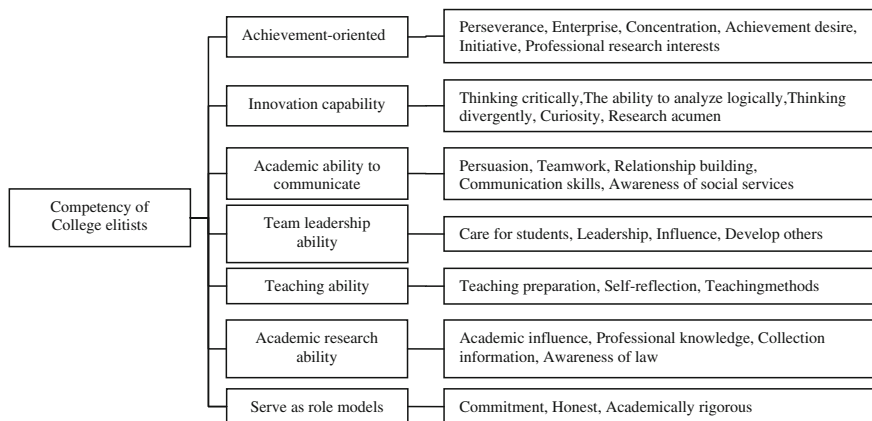 Achievement-oriented
Perseverance, Enterprise, Concentration, Achievement desire,
Initiative, Professional research interests
Innovation capability
Thinking critically,The ability to analyze logically,Thinking
divergently, Curiosity, Research acumen
Academic ability to
communicate
Persuasion, Teamwork, Relationship building,
Communication skills, Awareness of social services
Competency of
College elitists
Team leadership
ability
Care for students, Leadership, Influence, Develop others
Teaching ability
Teaching preparation, Self-reflection, Teachingmethods
Academic research
ability
Academic influence, Professional knowledge, Collection
information, Awareness of law
Serve as role models
Commitment, Honest, Academically rigorous